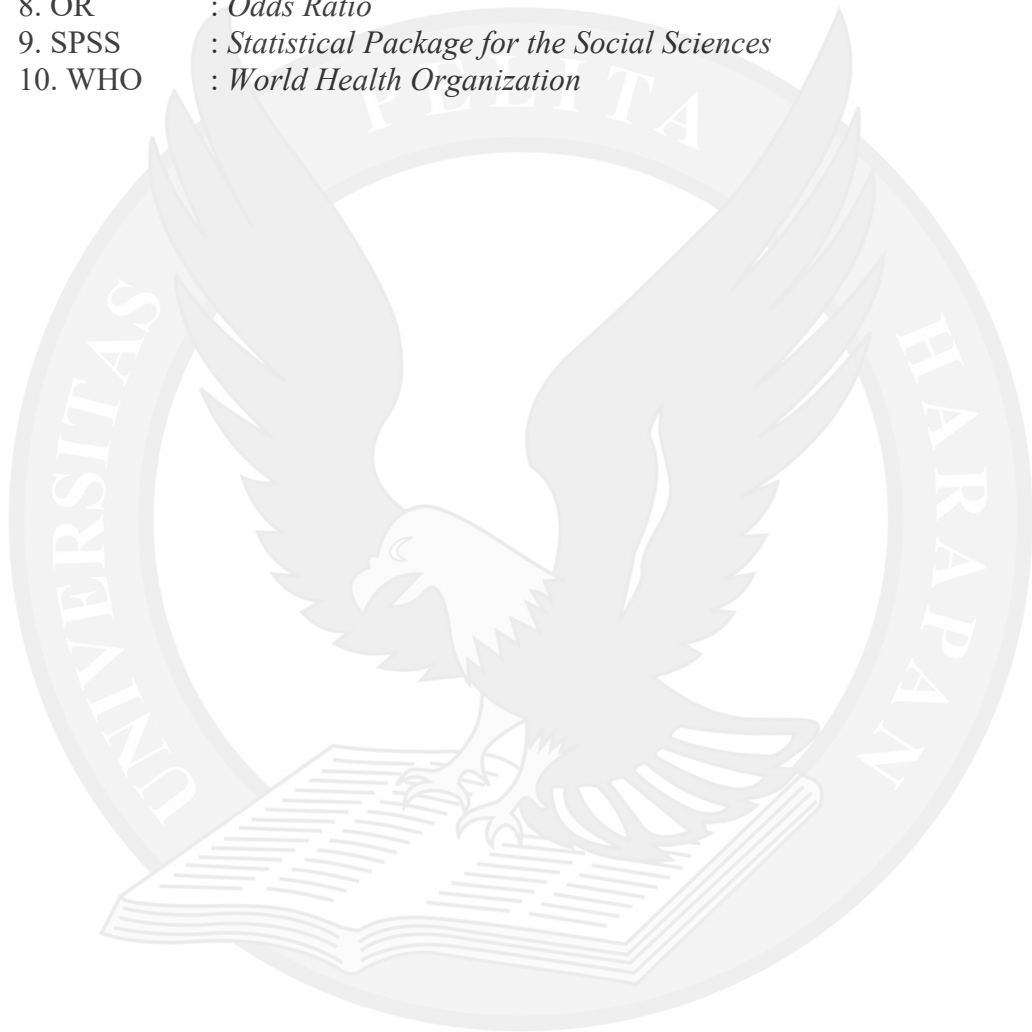 8. OR : Odds Ratio
9. SPSS : Statistical Package for the Social Sciences
10. WHO : World Health Organization
UNIVERSITAS PELITA HARAPAN